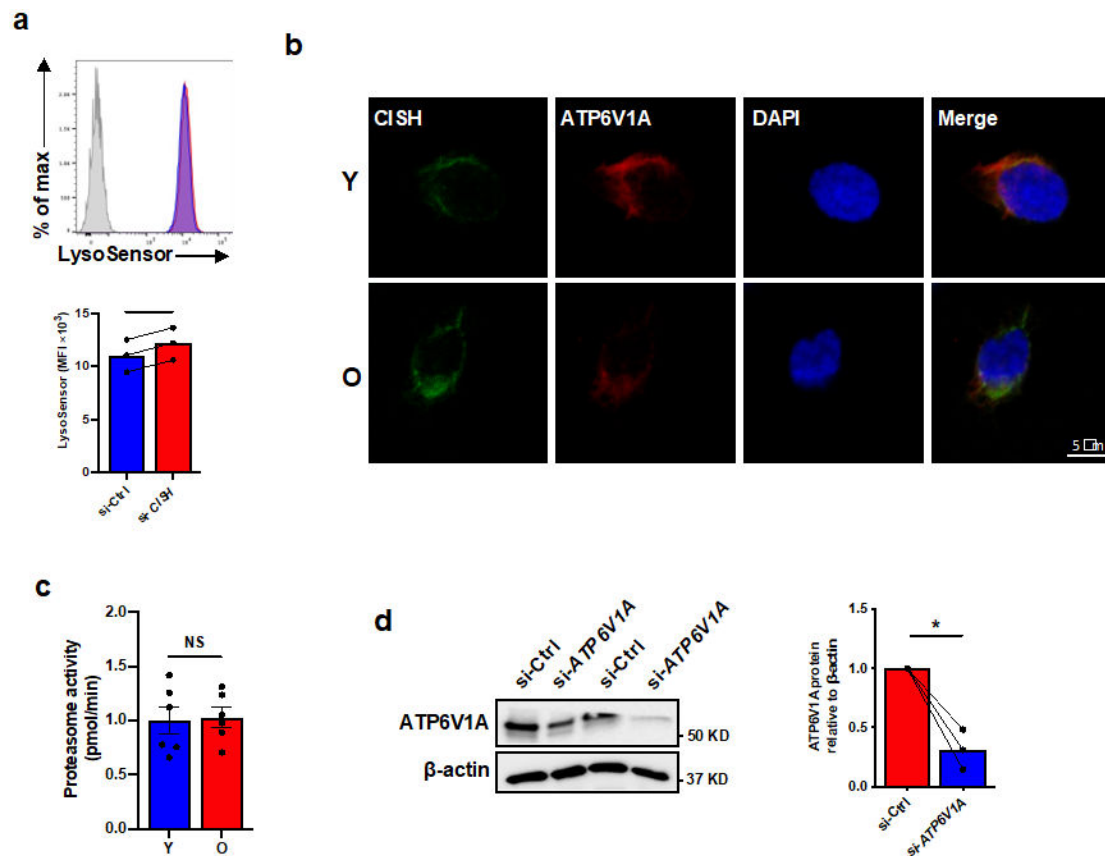 a
% of max
LysoSensor
LysoSensor (MFI ×10³)
15
10
5
0
si-Ctrl
si-CISH
b
CISH
ATP6V1A
DAPI
Merge
Y
O
5 □m
c
Proteasome activity
(pmol/min)
2.0
1.5
1.0
0.5
0.0
NS
Y
O
d
si-Ctrl
si-ATP6V1A
si-Ctrl
si-ATP6V1A
ATP6V1A
50 KD
β-actin
37 KD
ATP6V1A protein
relative to β-actin
1.5
1.0
0.5
0.0
*
si-Ctrl
si-ATP6V1A